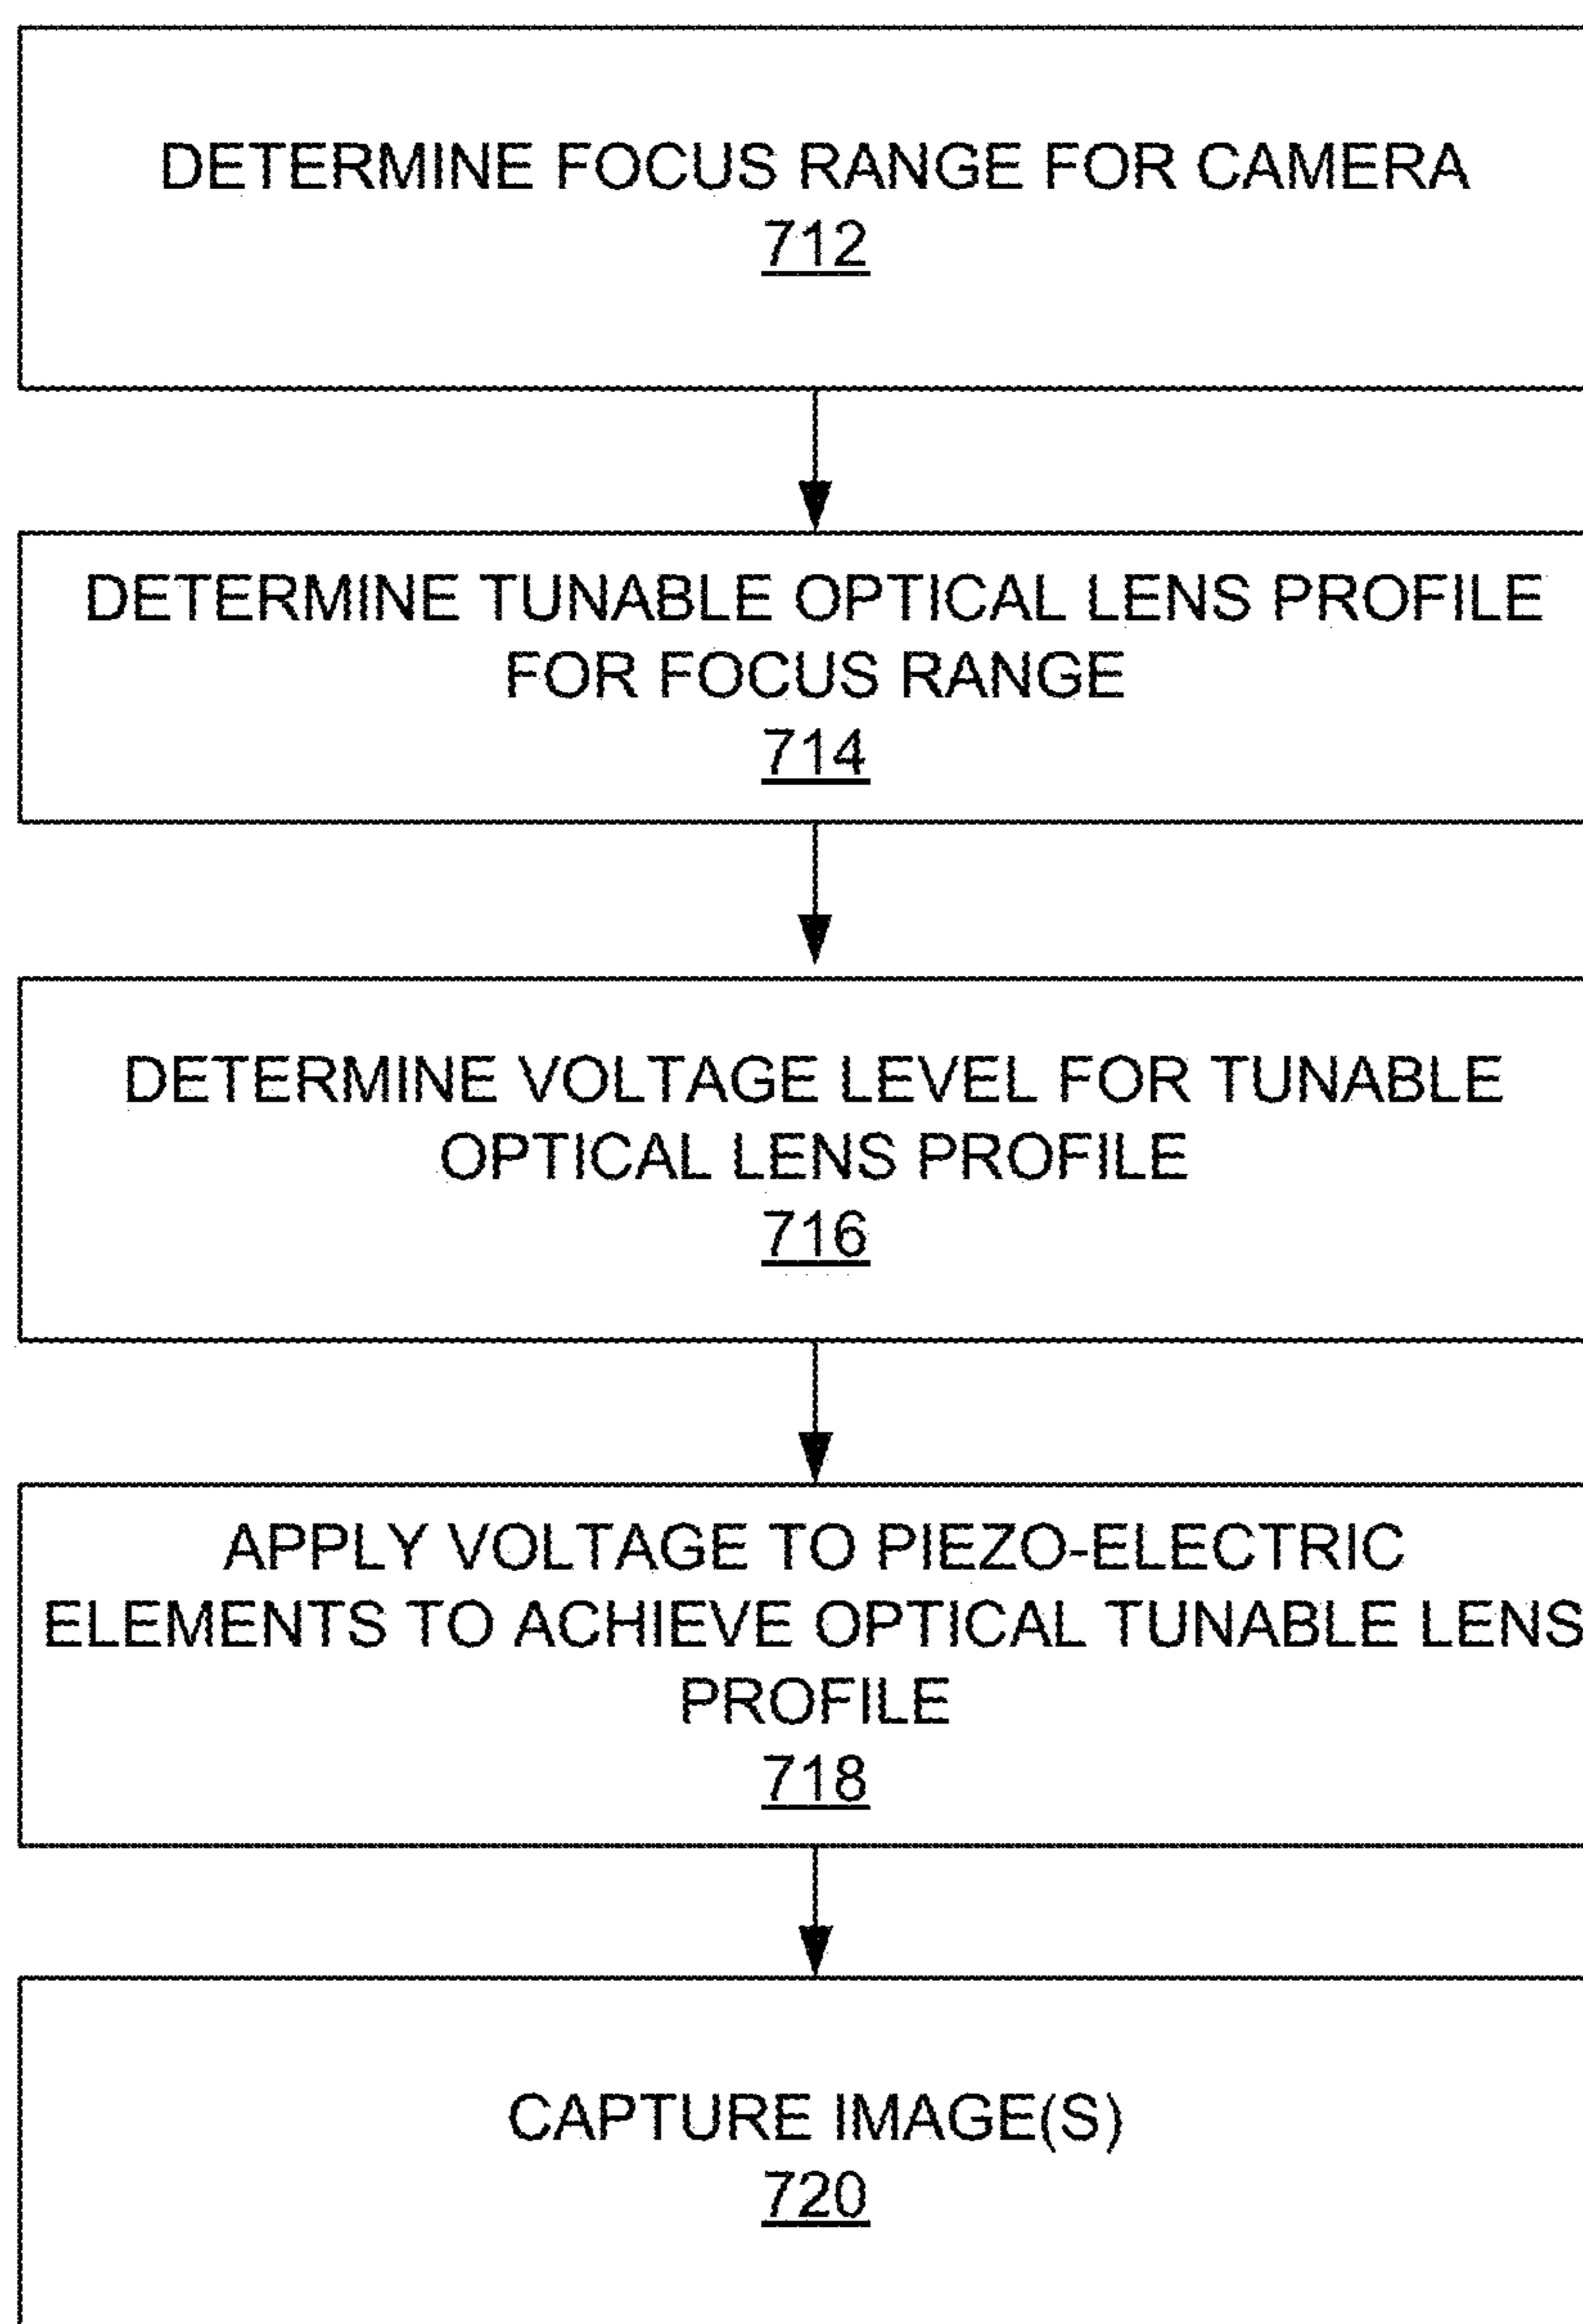 DETERMINE FOCUS RANGE FOR CAMERA
712
DETERMINE TUNABLE OPTICAL LENS PROFILE
FOR FOCUS RANGE
714
DETERMINE VOLTAGE LEVEL FOR TUNABLE
OPTICAL LENS PROFILE
716
APPLY VOLTAGE TO PIEZO-ELECTRIC
ELEMENTS TO ACHIEVE OPTICAL TUNABLE LENS
PROFILE
718
CAPTURE IMAGE(S)
720